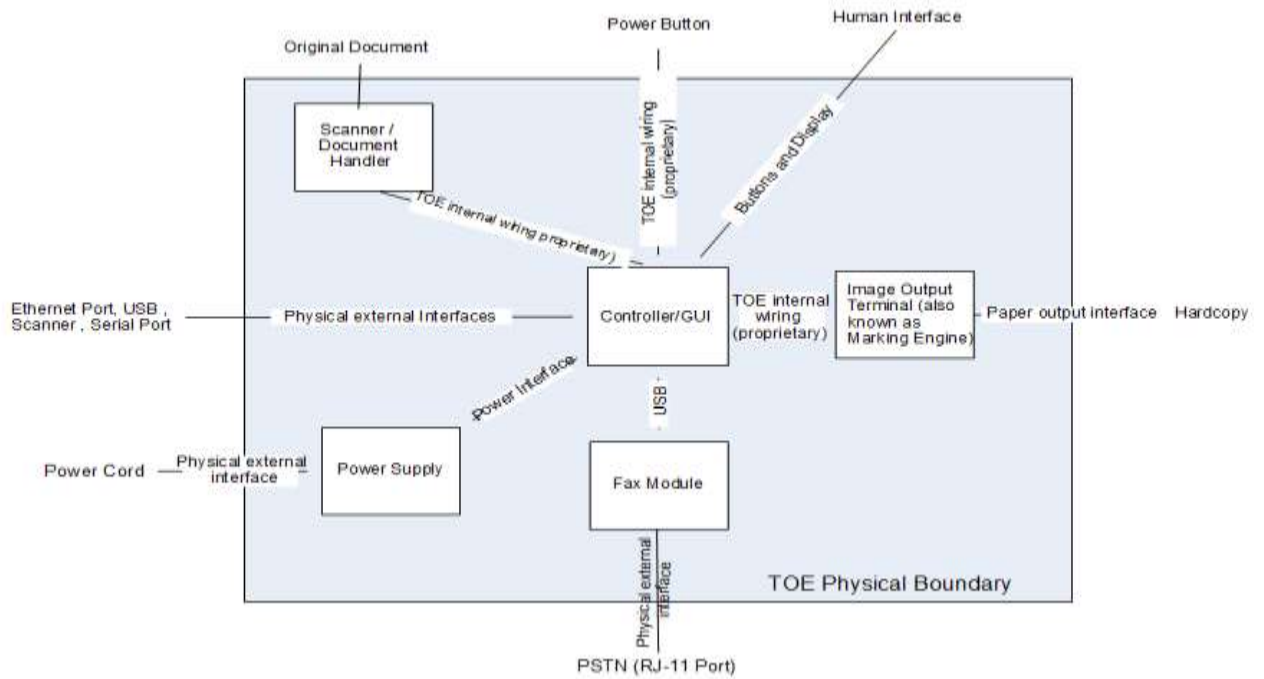 Power Button
Human Interface
Original Document
Scanner /
Document
Handler
TOE internal wiring
(proprietary)
Buttons and Display
TOE internal wiring proprietary)
Ethernet Port, USB ,
Scanner , Serial Port
Physical external Interfaces
Controller/GUI
TOE internal
wiring
(proprietary)
Image Output
Terminal (also
known as
Marking Engine)
Paper output interface
Hardcopy
Power Interface
USB
Power Cord
Physical external
interface
Power Supply
Fax Module
Physical external
interface
TOE Physical Boundary
PSTN (RJ-11 Port)